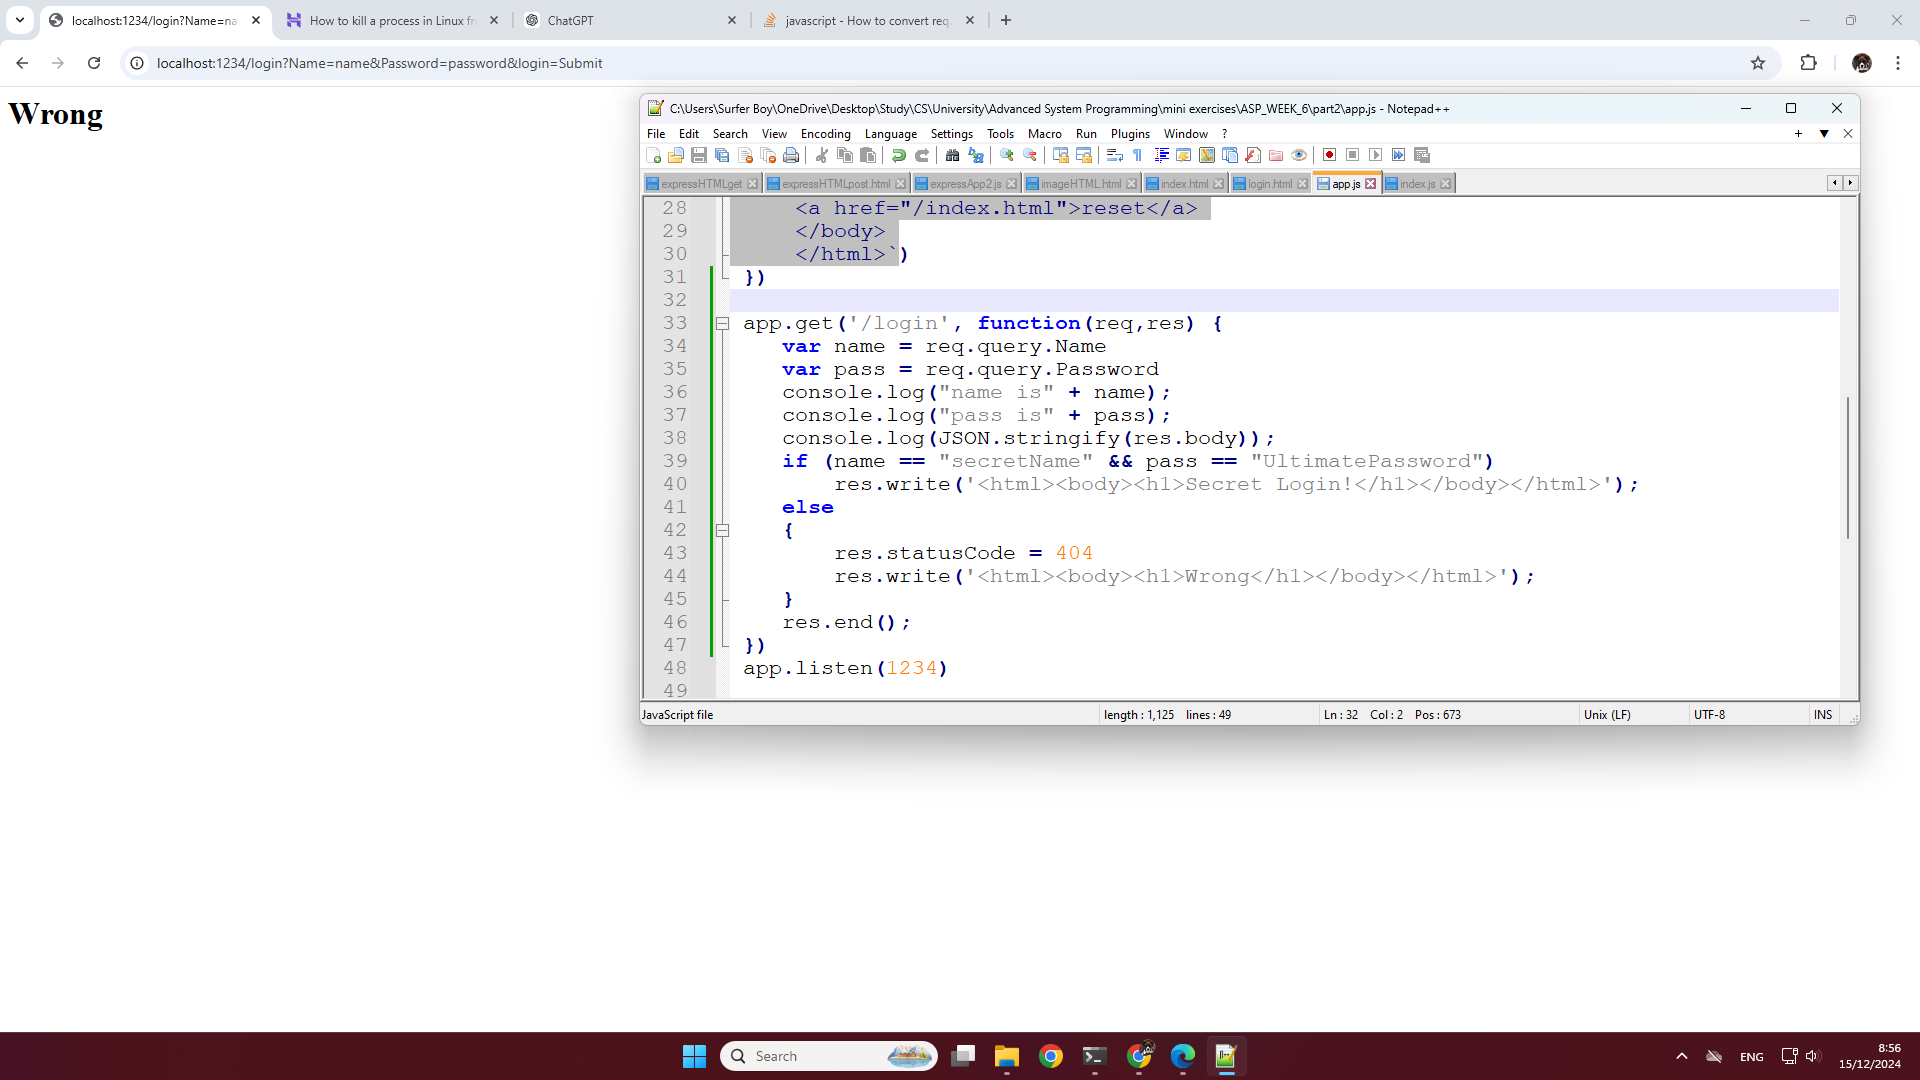 localhost:1234/login?Name=na
How to kill a process in Linux fr
ChatGPT
javascript - How to convert req.
localhost:1234/login?Name=name&Password=password&login=Submit
Wrong
C:\Users\Surfer Boy\OneDrive\Desktop\Study\CS\University\Advanced System Programming\mini exercises\ASP_WEEK_6\part2\app.js - Notepad++
File Edit Search View Encoding Language Settings Tools Macro Run Plugins Window ?
expressHTMLget expressHTMLpost.html expressApp2.js imageHTML.html index.html login.html app.js index.js
28 <a href="/index.html">reset</a>
29 </body>
30 </html>`)
31 })
32
33 app.get('/login', function(req,res) {
34 var name = req.query.Name
35 var pass = req.query.Password
36 console.log("name is" + name);
37 console.log("pass is" + pass);
38 console.log(JSON.stringify(res.body));
39 if (name == "secretName" && pass == "UltimatePassword")
40 res.write('<html><body><h1>Secret Login!</h1></body></html>');
41 else
42 {
43 res.statusCode = 404
44 res.write('<html><body><h1>Wrong</h1></body></html>');
45 }
46 res.end();
47 })
48 app.listen(1234)
49
JavaScript file length : 1,125 lines : 49 Ln : 32 Col : 2 Pos : 673 Unix (LF) UTF-8 INS
Search
ENG
8:56
15/12/2024